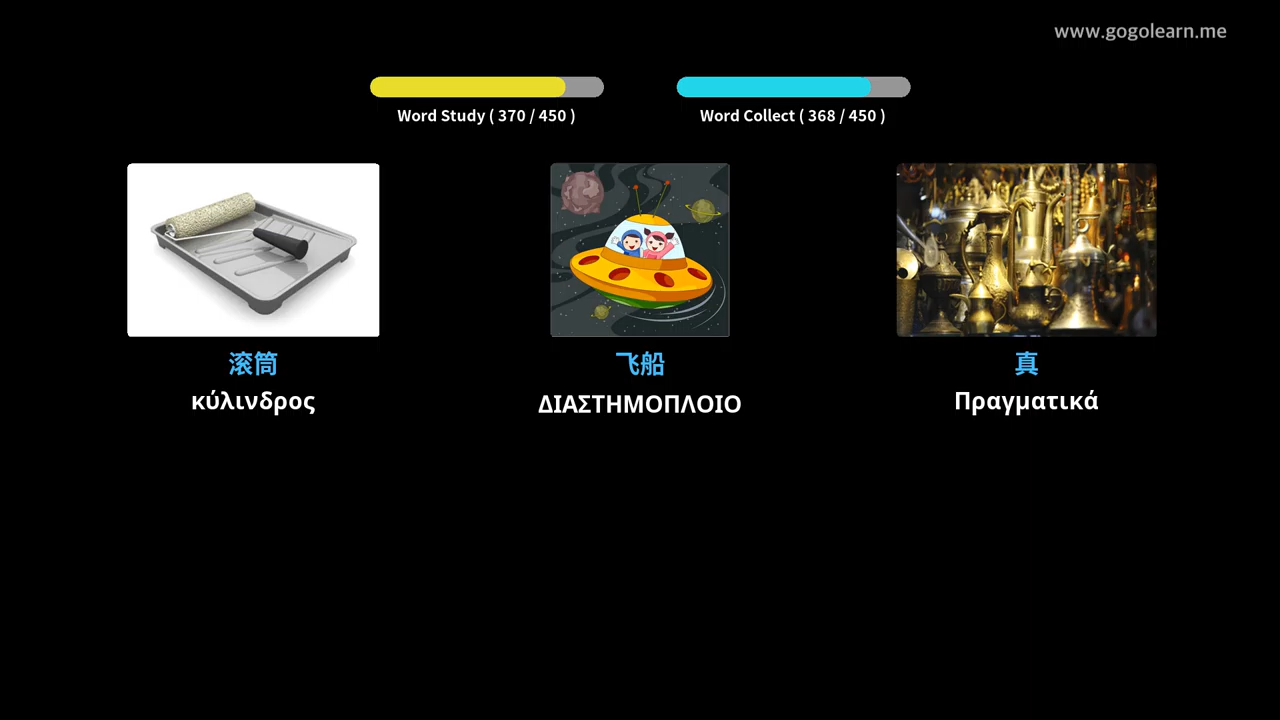 www.gogolearn.me
Word Study ( 370 / 450 )
Word Collect ( 368 / 450 )
滚筒
κύλινδρος
飞船
ΔΙΑΣΤΗΜΟΠΛΟΙΟ
真
Πραγματικά